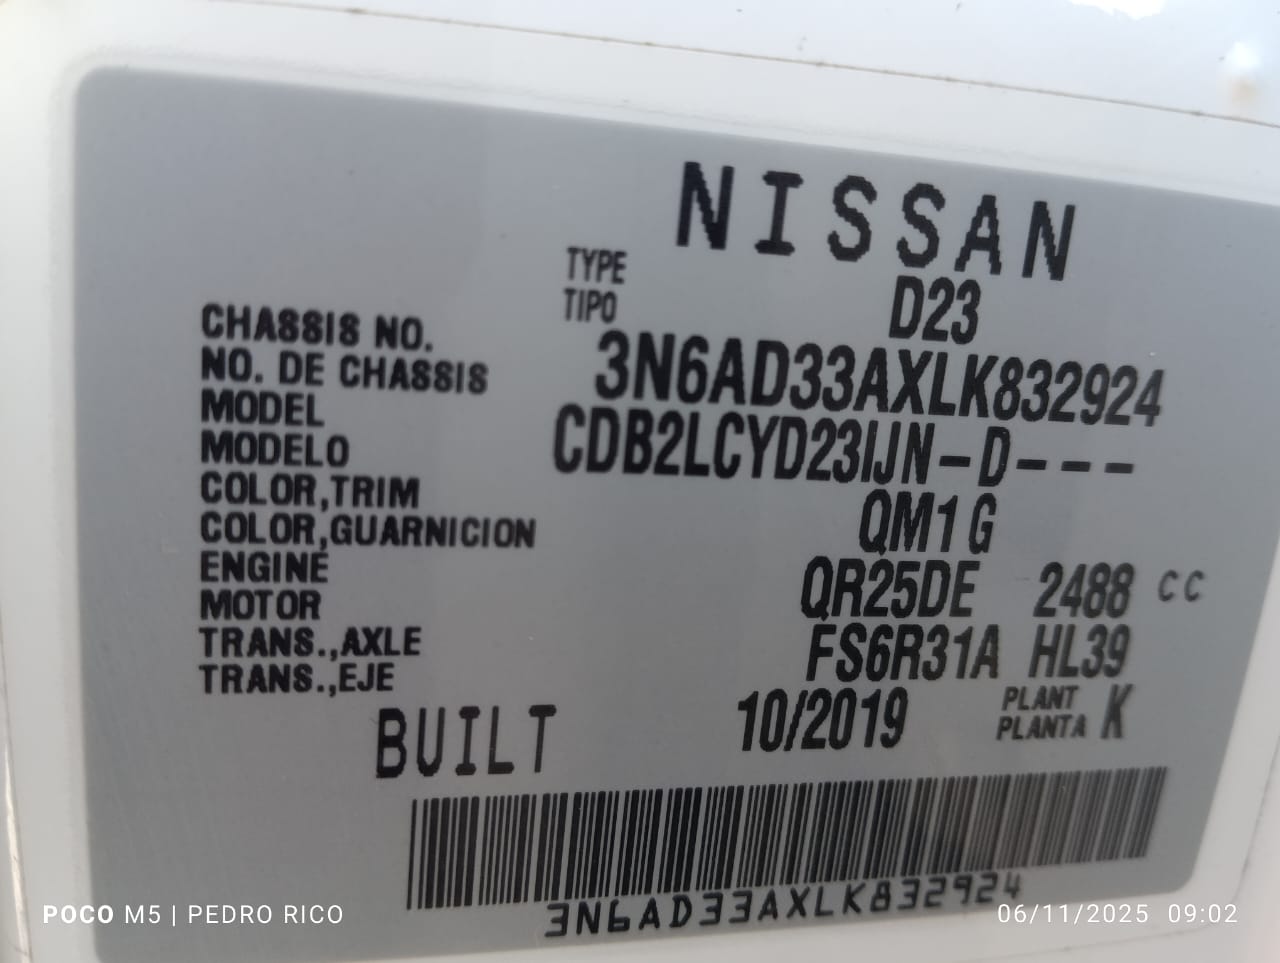 NISSAN
TYPE
TIPO D23
CHASSIS NO.
NO. DE CHASSIS 3N6AD33AXLK832924
MODEL
MODELO CDB2LCYD23IJN-D---
COLOR,TRIM
COLOR,GUARNICION QM1 G
ENGINE
MOTOR QR25DE 2488 CC
TRANS.,AXLE
TRANS.,EJE FS6R31A HL39
BUILT 10/2019 PLANT
PLANTA K
3N6AD33AXLK832924
POCO M5 | PEDRO RICO 06/11/2025 09:02